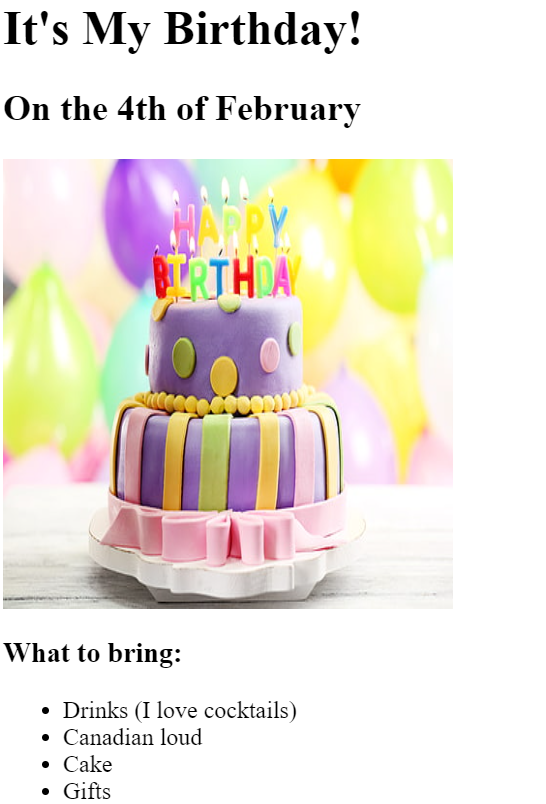 It's My Birthday!
On the 4th of February
HAPPY
BIRTHDAY
What to bring:
Drinks (I love cocktails)
Canadian loud
Cake
Gifts